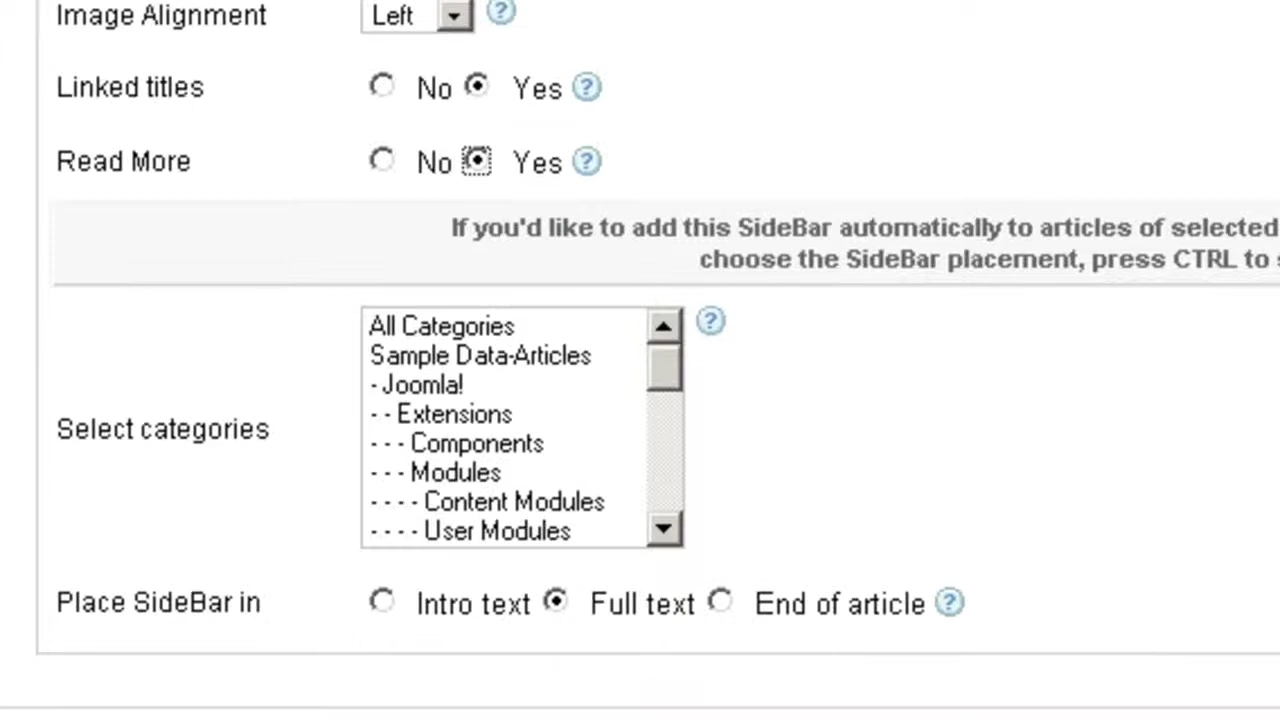 Image Alignment Left ?
Linked titles No Yes ?
Read More No Yes ?
If you'd like to add this SideBar automatically to articles of selected
choose the SideBar placement, press CTRL to
All Categories ?
Sample Data-Articles
- Joomla!
- - Extensions
- - - Components
- - - Modules
- - - - Content Modules
- - - - User Modules
Select categories
Place SideBar in Intro text Full text End of article ?